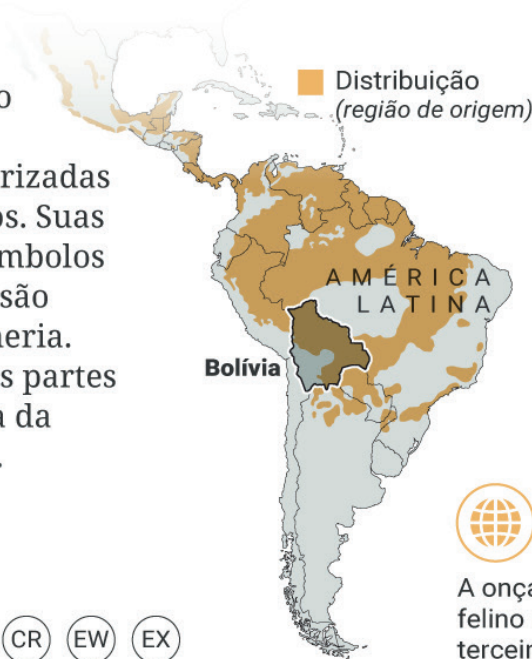 Distribuição
(região de origem)
o
rizadas
os. Suas
mbolos
são
neria.
s partes
a da
AMÉRICA
LATINA
Bolívia
A onça
felino
terceir
CR EW EX